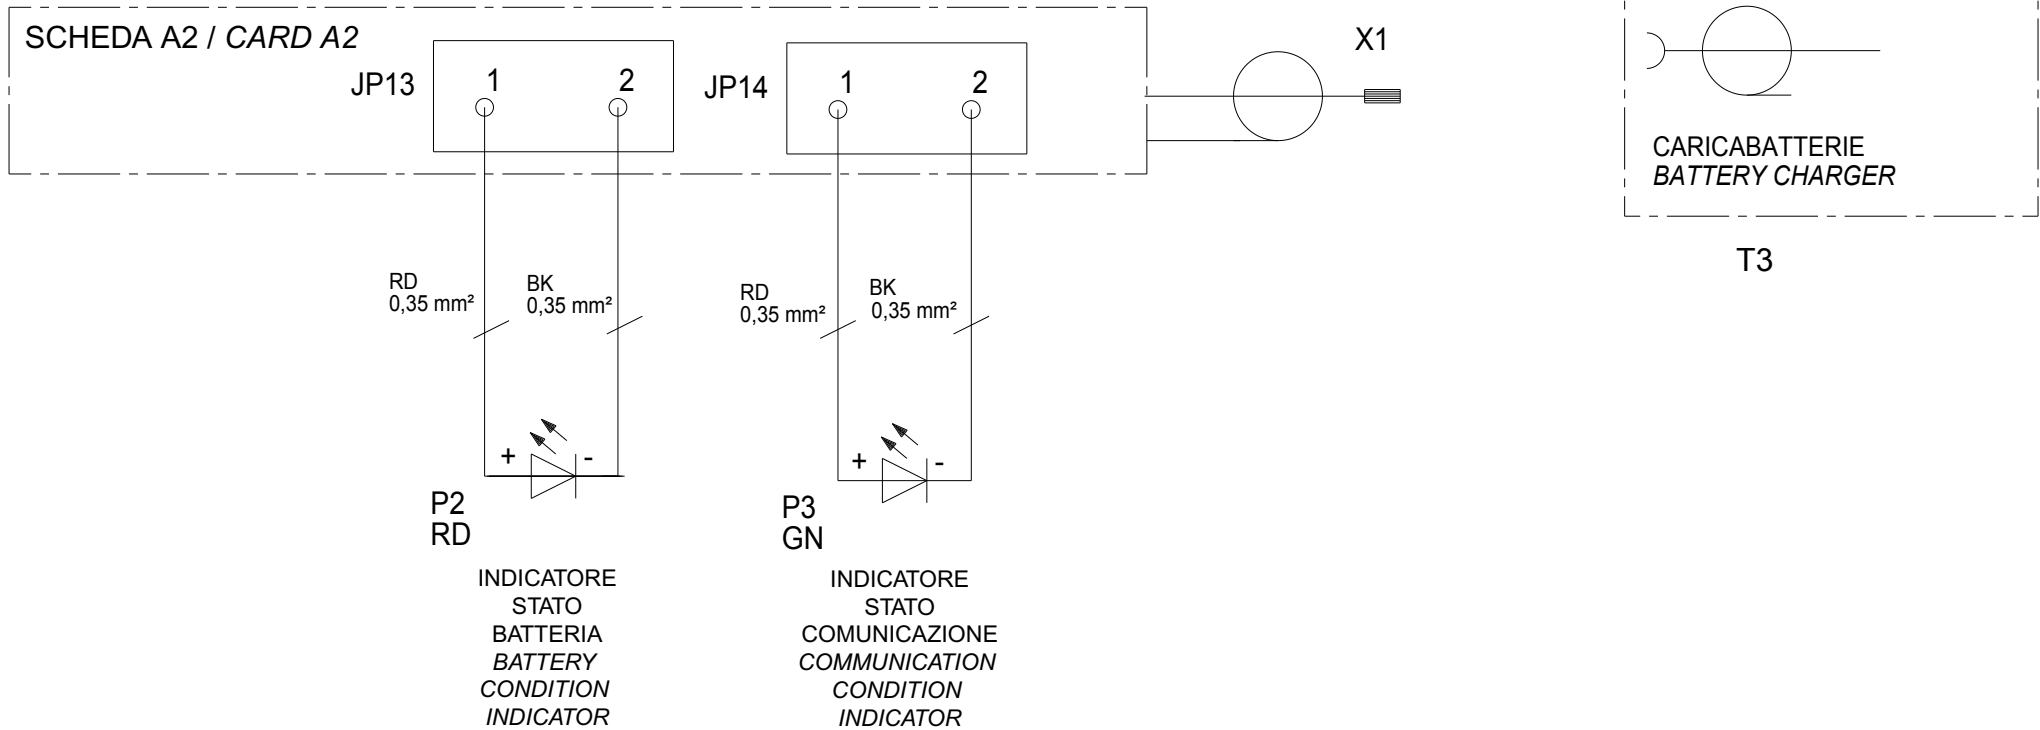 SCHEDA A2 / CARD A2
JP13
1
2
JP14
1
2
X1
CARICABATTERIE
BATTERY CHARGER
T3
RD
0,35 mm²
BK
0,35 mm²
RD
0,35 mm²
BK
0,35 mm²
+
-
P2
RD
+
-
P3
GN
INDICATORE
STATO
BATTERIA
BATTERY
CONDITION
INDICATOR
INDICATORE
STATO
COMUNICAZIONE
COMMUNICATION
CONDITION
INDICATOR